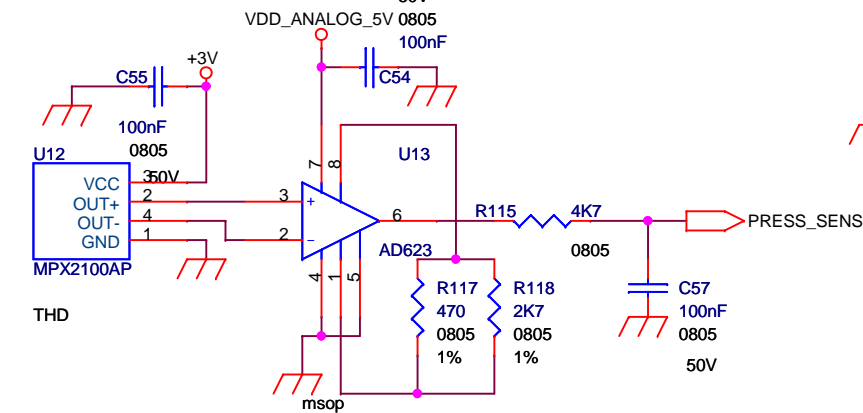 VDD_ANALOG_5V
0805
100nF
+3V
C55
C54
100nF
0805
50V
U12
U13
VCC 3
OUT+ 2
OUT- 4
GND 1
MPX2100AP
THD
7
8
3
+
2
-
6
4
1
5
AD623
msop
R115
4K7
0805
PRESS_SENS
R117
470
0805
1%
R118
2K7
0805
1%
C57
100nF
0805
50V